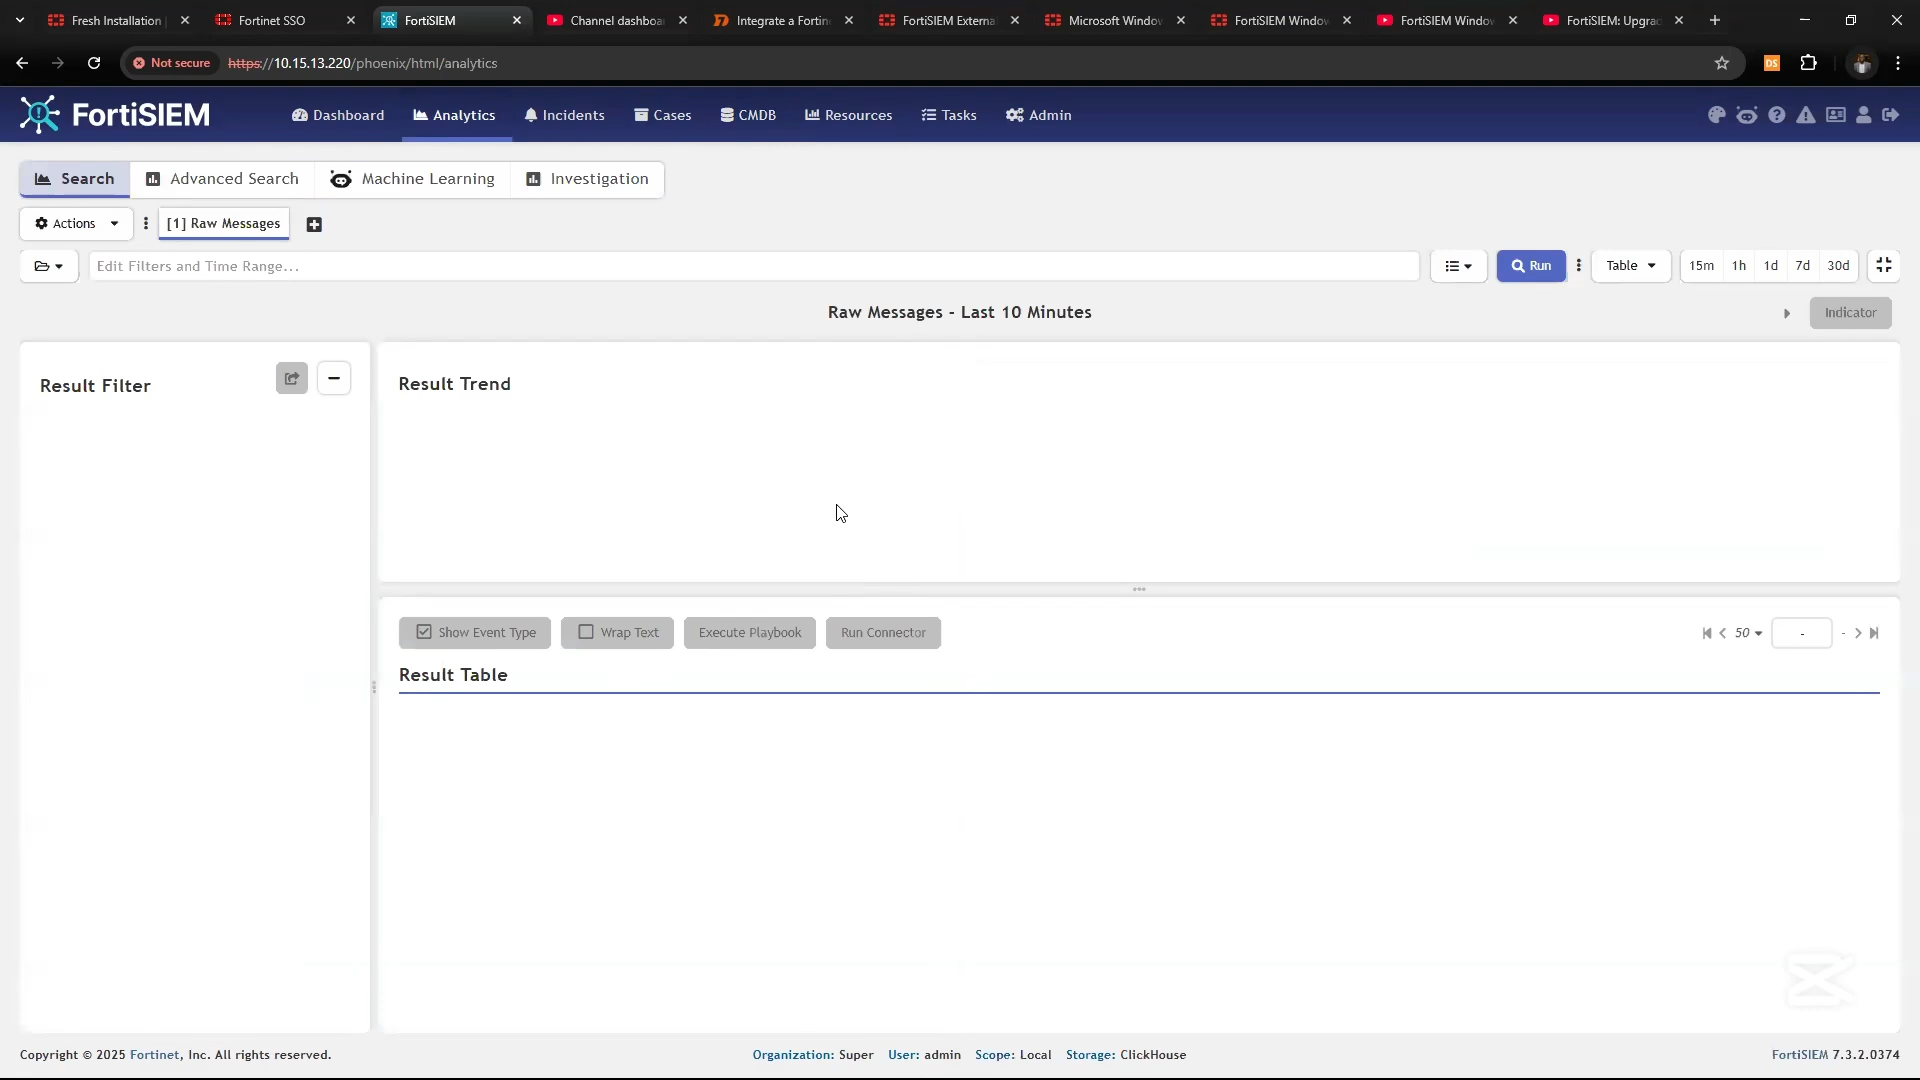 Fresh Installation
Fortinet SSO
FortiSIEM
Channel dashboa
Integrate a Fortin
FortiSIEM Externa
Microsoft Window
FortiSIEM Window
FortiSIEM Window
FortiSIEM: Upgra
Not secure
https://10.15.13.220/phoenix/html/analytics
DS
FortiSIEM
Dashboard
Analytics
Incidents
Cases
CMDB
Resources
Tasks
Admin
Search
Advanced Search
Machine Learning
Investigation
Actions
[1] Raw Messages
Edit Filters and Time Range...
Run
Table
15m
1h
1d
7d
30d
Raw Messages - Last 10 Minutes
Indicator
Result Filter
Result Trend
Show Event Type
Wrap Text
Execute Playbook
Run Connector
50
-
-
Result Table
Copyright © 2025 Fortinet, Inc. All rights reserved.
Organization: Super User: admin Scope: Local Storage: ClickHouse
FortiSIEM 7.3.2.0374